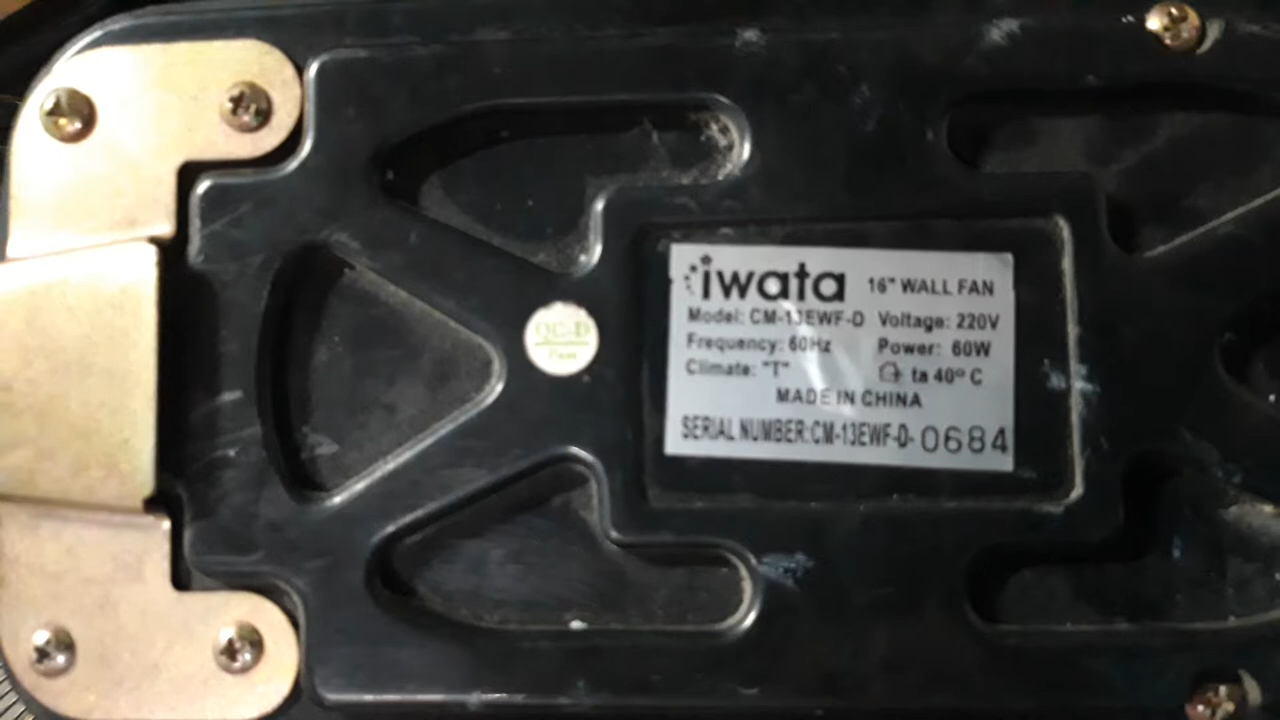 iwata 16" WALL FAN
Model: CM-13EWF-D Voltage: 220V
Frequency: 60Hz Power: 60W
Climate: "T" ta 40º C
MADE IN CHINA
SERIAL NUMBER:CM-13EWF-D-0684